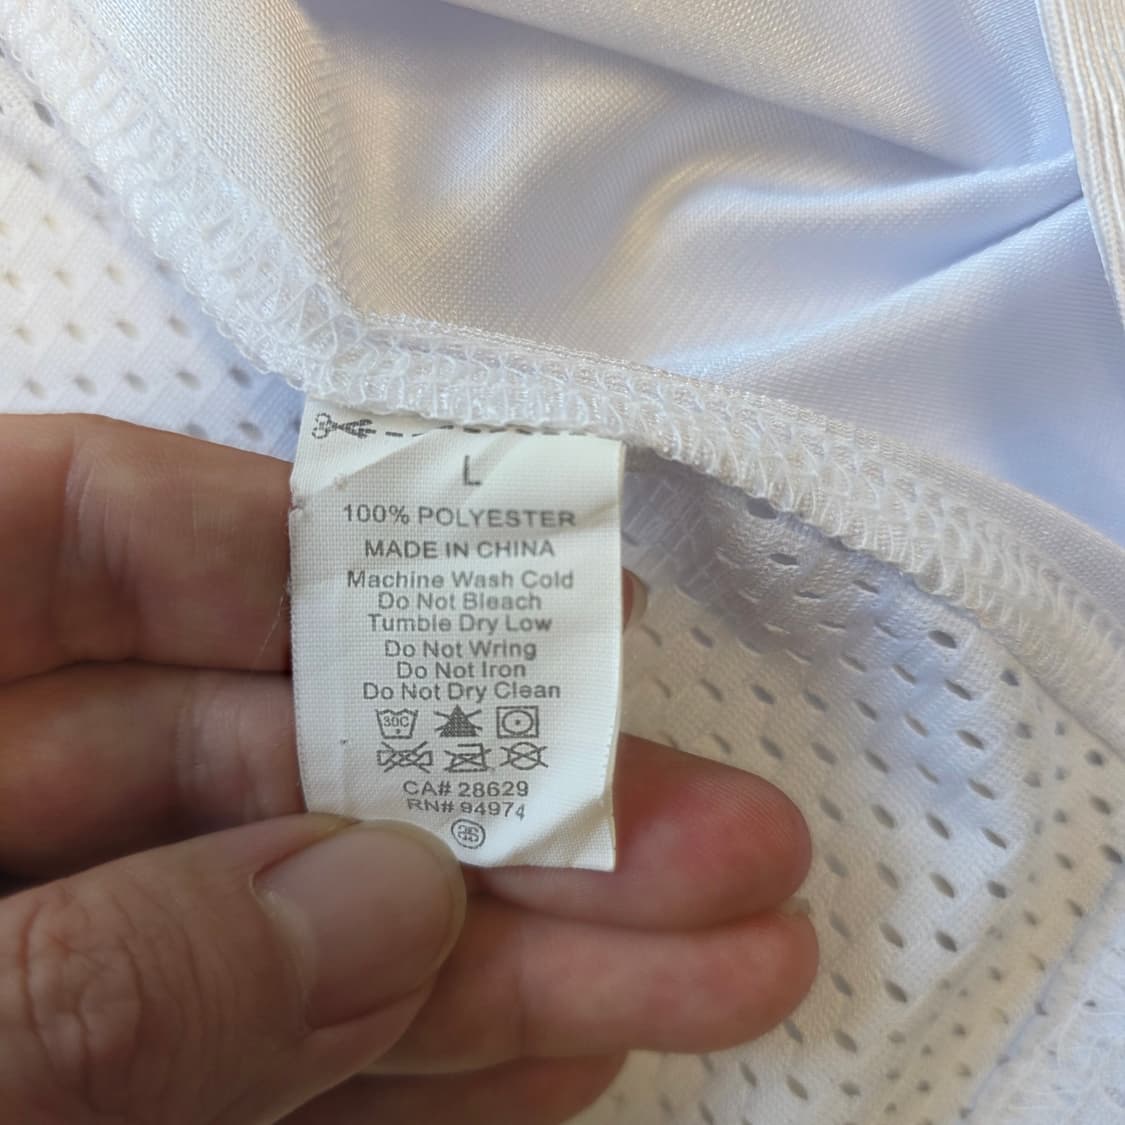 L
100% POLYESTER
MADE IN CHINA
Machine Wash Cold
Do Not Bleach
Tumble Dry Low
Do Not Wring
Do Not Iron
Do Not Dry Clean
30C
CA# 28629
RN# 94974